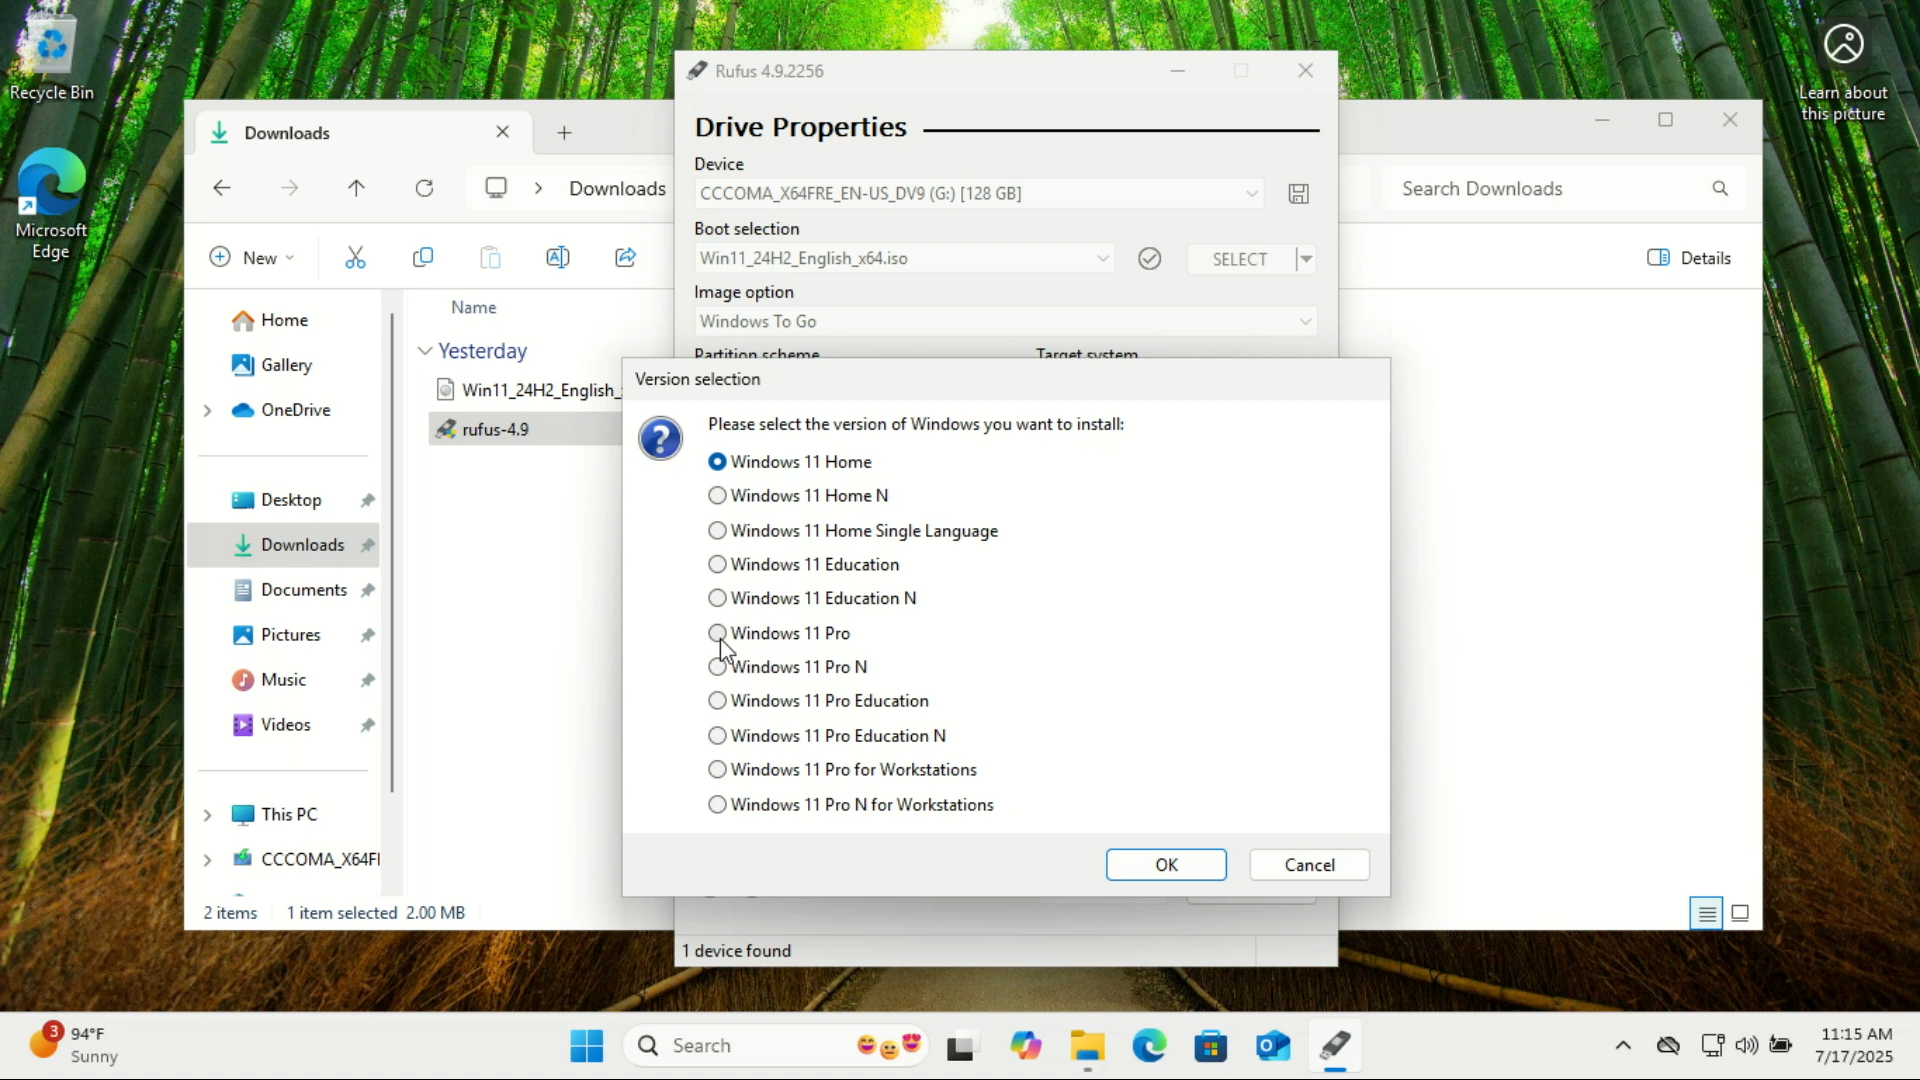 Recycle Bin
Microsoft
Edge
Learn about
this picture
Downloads
Downloads
Search Downloads
New
Details
Name
Home
Gallery
OneDrive
Desktop
Downloads
Documents
Pictures
Music
Videos
This PC
CCCOMA_X64F
Yesterday
Win11_24H2_English_
rufus-4.9
2 items
1 item selected 2.00 MB
Rufus 4.9.2256
Drive Properties
Device
CCCOMA_X64FRE_EN-US_DV9 (G:) [128 GB]
Boot selection
Win11_24H2_English_x64.iso
SELECT
Image option
Windows To Go
Partition scheme
Target system
Version selection
Please select the version of Windows you want to install:
Windows 11 Home
Windows 11 Home N
Windows 11 Home Single Language
Windows 11 Education
Windows 11 Education N
Windows 11 Pro
Windows 11 Pro N
Windows 11 Pro Education
Windows 11 Pro Education N
Windows 11 Pro for Workstations
Windows 11 Pro N for Workstations
OK
Cancel
1 device found
3
94°F
Sunny
Search
11:15 AM
7/17/2025